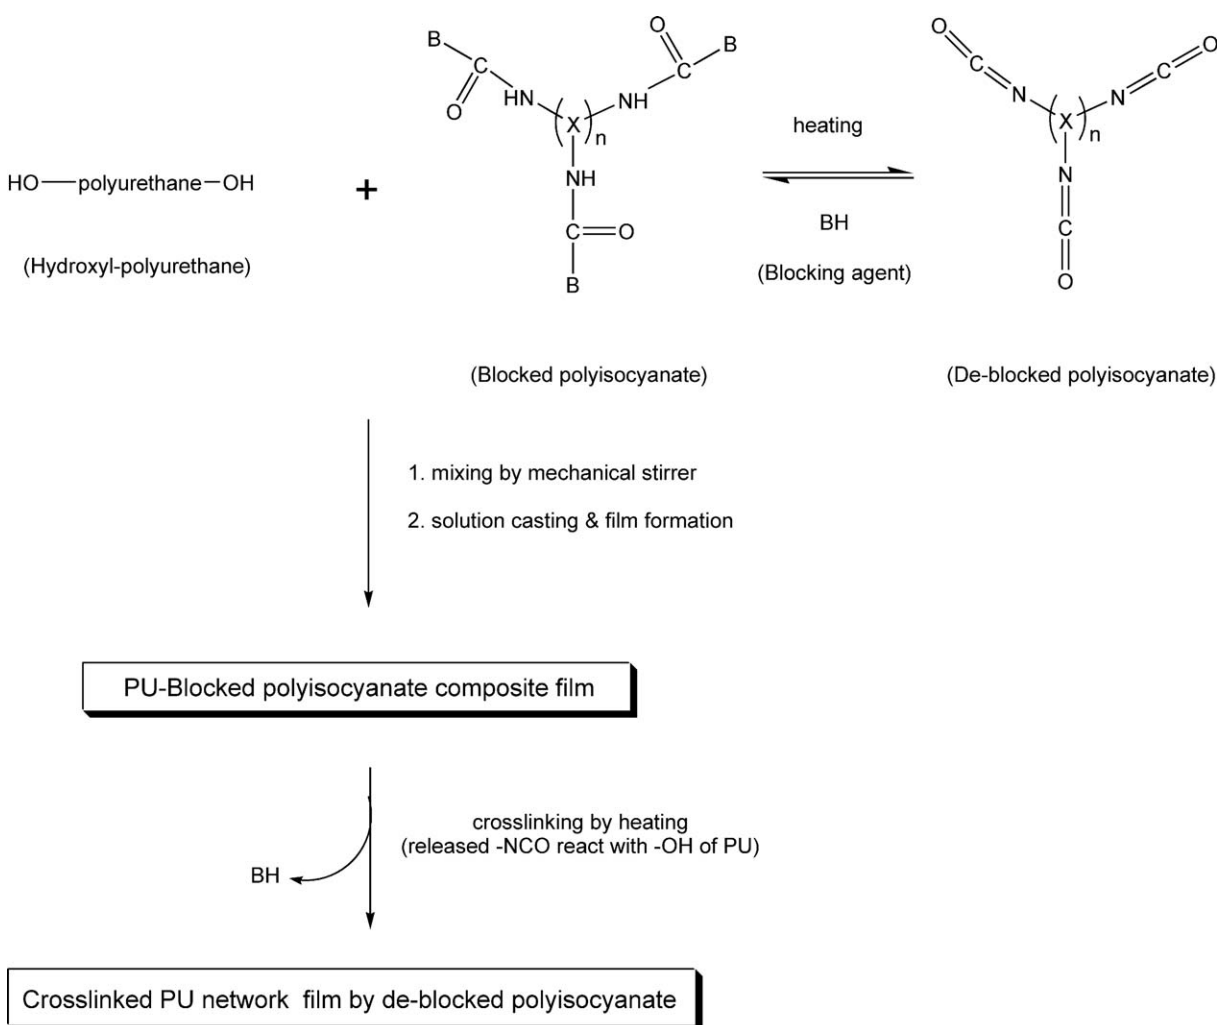 O
B
C
O
HN
O
C
B
NH
(X)n
NH
C=O
B
O
C
N
N=C=O
(X)n
N
C
O
HO—polyurethane—OH
+
heating
BH
(Hydroxyl-polyurethane)
(Blocking agent)
(Blocked polyisocyanate)
(De-blocked polyisocyanate)
1. mixing by mechanical stirrer
2. solution casting & film formation
PU-Blocked polyisocyanate composite film
crosslinking by heating
(released -NCO react with -OH of PU)
BH
Crosslinked PU network film by de-blocked polyisocyanate